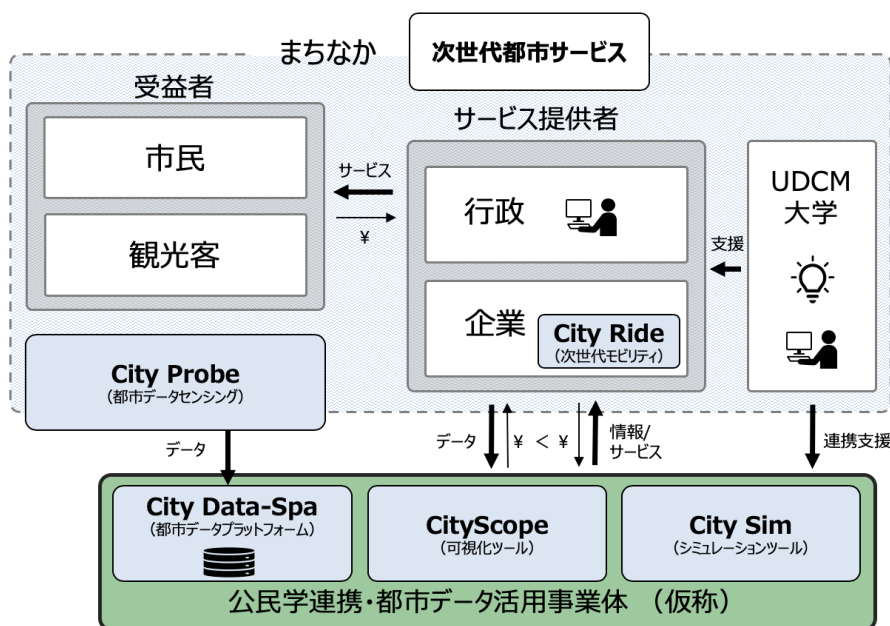 まちなか
次世代都市サービス
受益者
市民
観光客
サービス
¥
サービス提供者
行政
企業
City Ride
(次世代モビリティ)
支援
UDCM
大学
City Probe
(都市データセンシング)
データ
データ
¥ < ¥
情報/
サービス
連携支援
City Data-Spa
(都市データプラットフォーム)
CityScope
(可視化ツール)
City Sim
(シミュレーションツール)
公民学連携・都市データ活用事業体 (仮称)